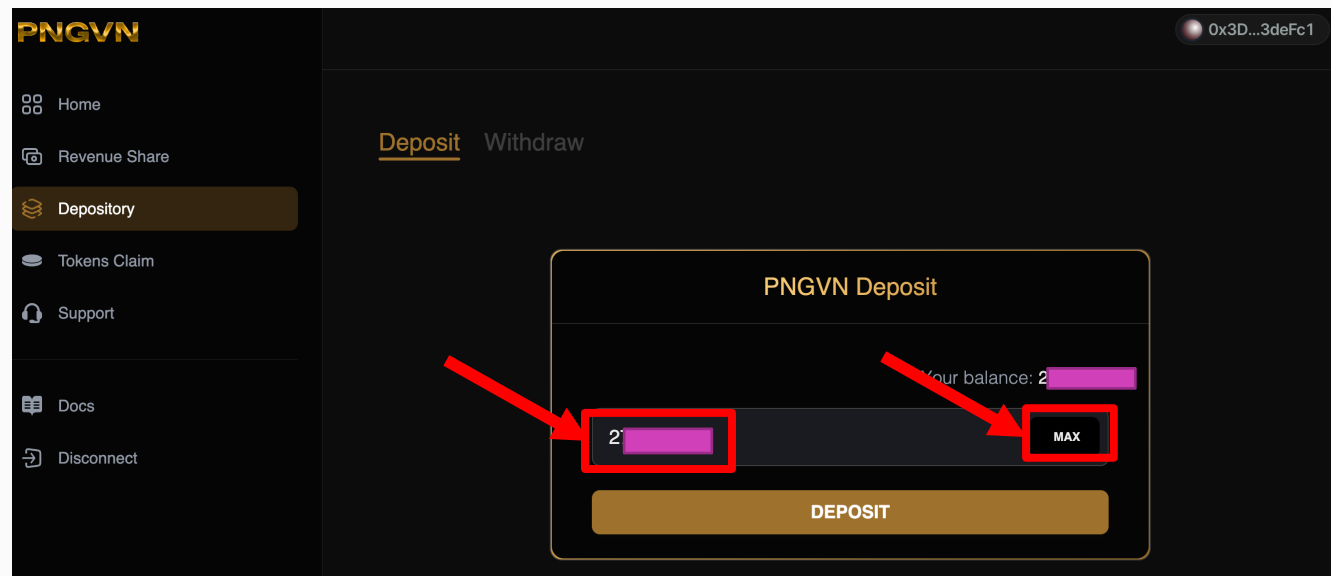 PNGVN
0x3D...3deFc1
Home
Revenue Share
Depository
Tokens Claim
Support
Docs
Disconnect
Deposit Withdraw
PNGVN Deposit
Your balance: 2
2
MAX
DEPOSIT